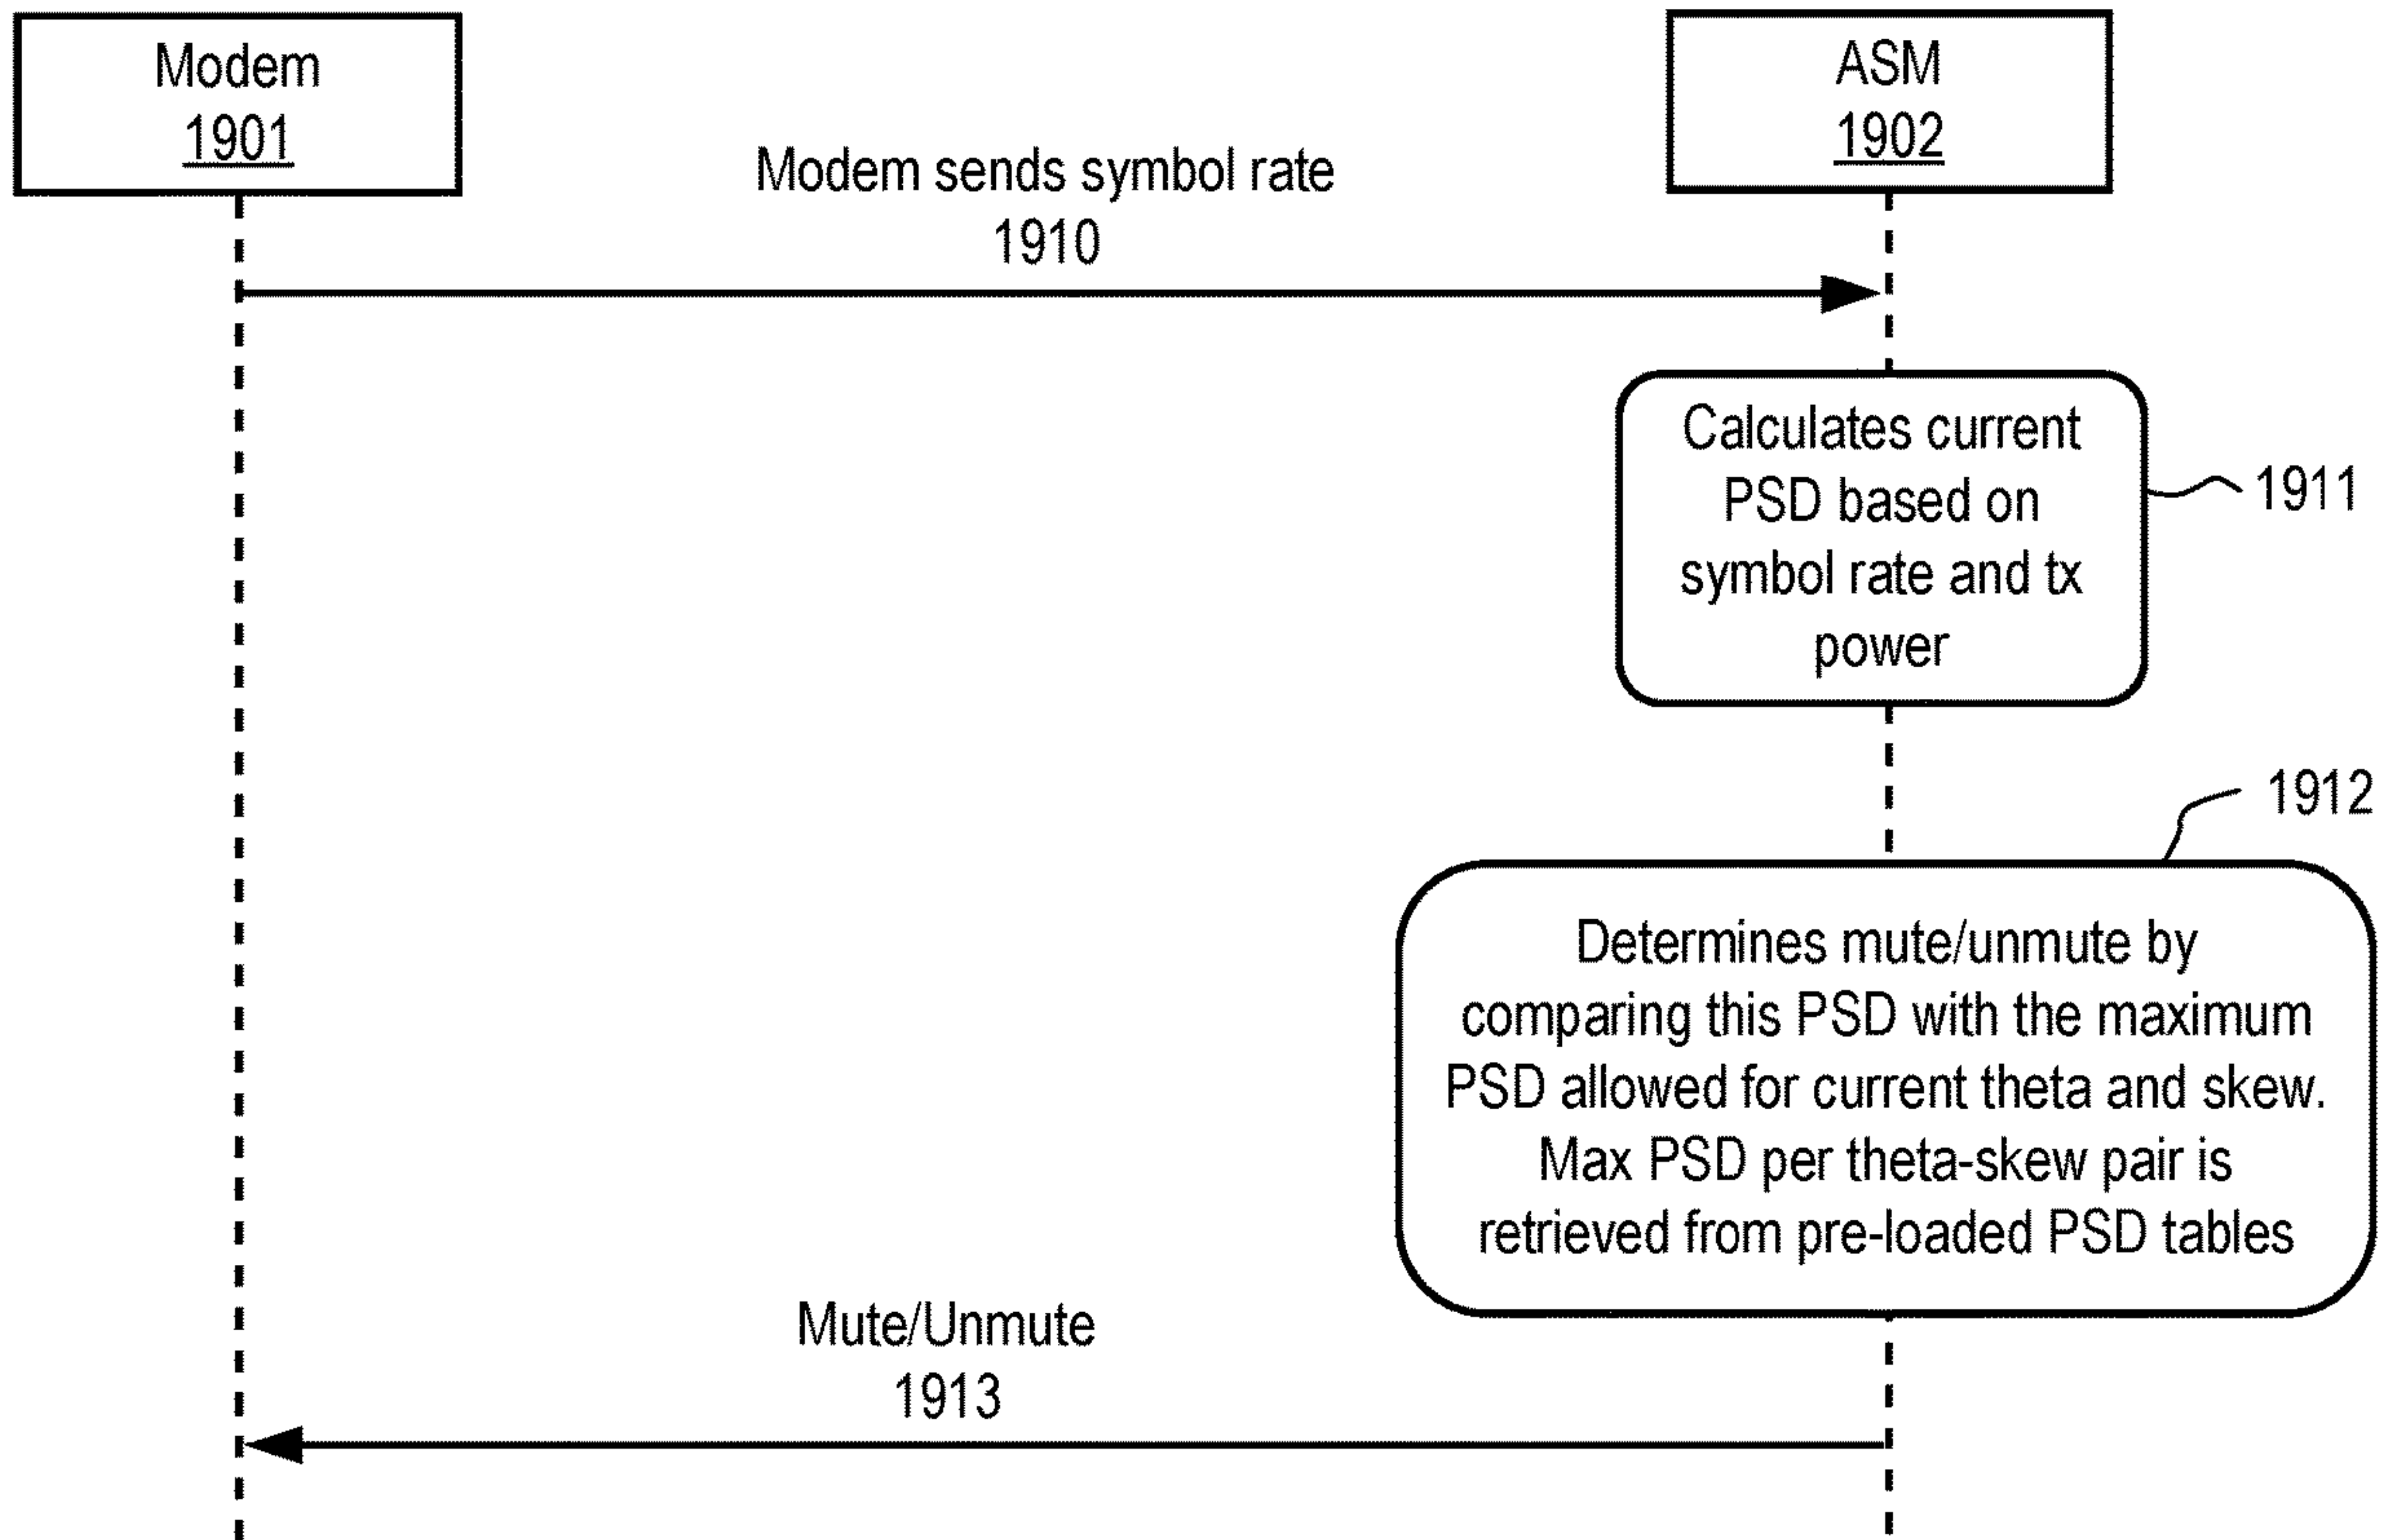 Modem
1901
ASM
1902
Modem sends symbol rate
1910
Calculates current
PSD based on
symbol rate and tx
power
1911
1912
Determines mute/unmute by
comparing this PSD with the maximum
PSD allowed for current theta and skew.
Max PSD per theta-skew pair is
retrieved from pre-loaded PSD tables
Mute/Unmute
1913